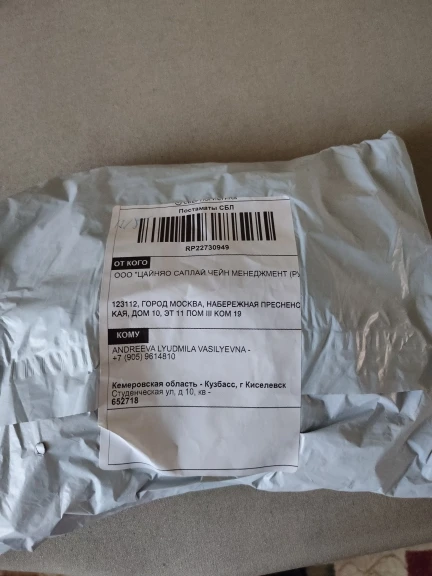 Постаматы СБЛ
RP22730949
ОТ КОГО
ООО "ЦАЙНЯО САПЛАЙ ЧЕЙН МЕНЕДЖМЕНТ (РУ
123112, ГОРОД МОСКВА, НАБЕРЕЖНАЯ ПРЕСНЕНС
КАЯ, ДОМ 10, ЭТ 11 ПОМ III КОМ 19
КОМУ
ANDREEVA LYUDMILA VASILYEVNA -
+7 (905) 9614810
Кемеровская область - Кузбасс, г Киселевск
Студенческая ул, д 10, кв -
652718